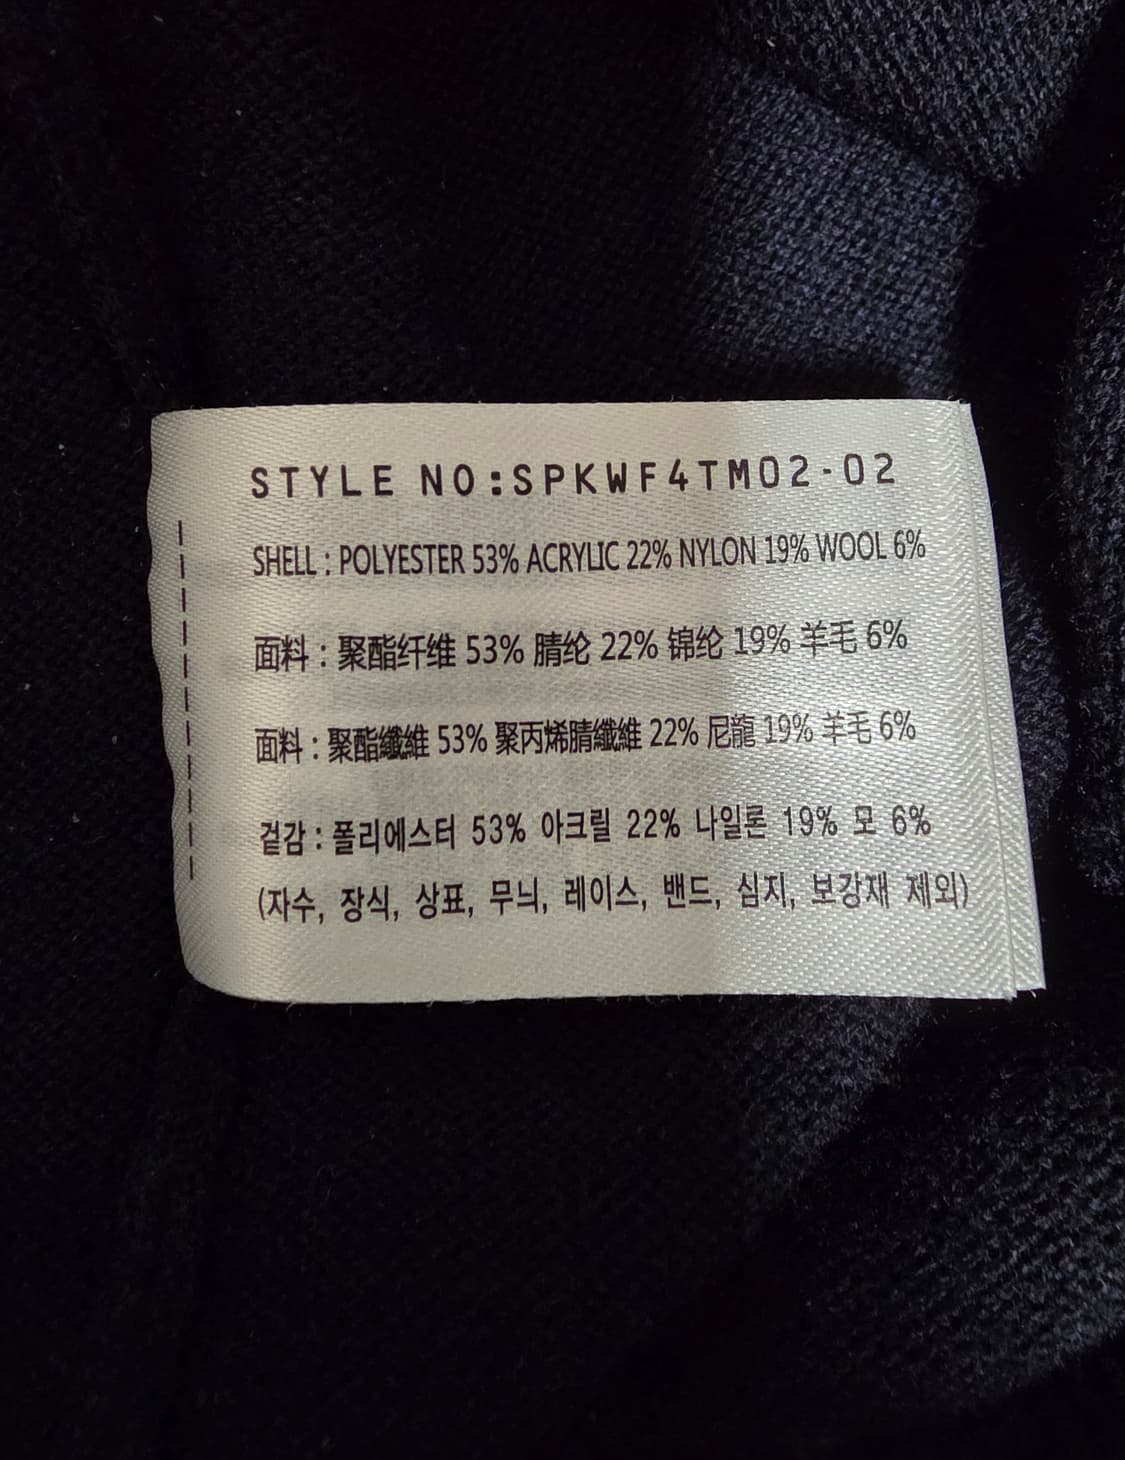 STYLE NO:SPKWF4TM02-02
SHELL : POLYESTER 53% ACRYLIC 22% NYLON 19% WOOL 6%
面料 : 聚酯纤维 53% 腈纶 22% 锦纶 19% 羊毛 6%
面料 : 聚酯纖維 53% 聚丙烯腈纖維 22% 尼龍 19% 羊毛 6%
겉감 : 폴리에스터 53% 아크릴 22% 나일론 19% 모 6%
(자수, 장식, 상표, 무늬, 레이스, 밴드, 심지, 보강재 제외)